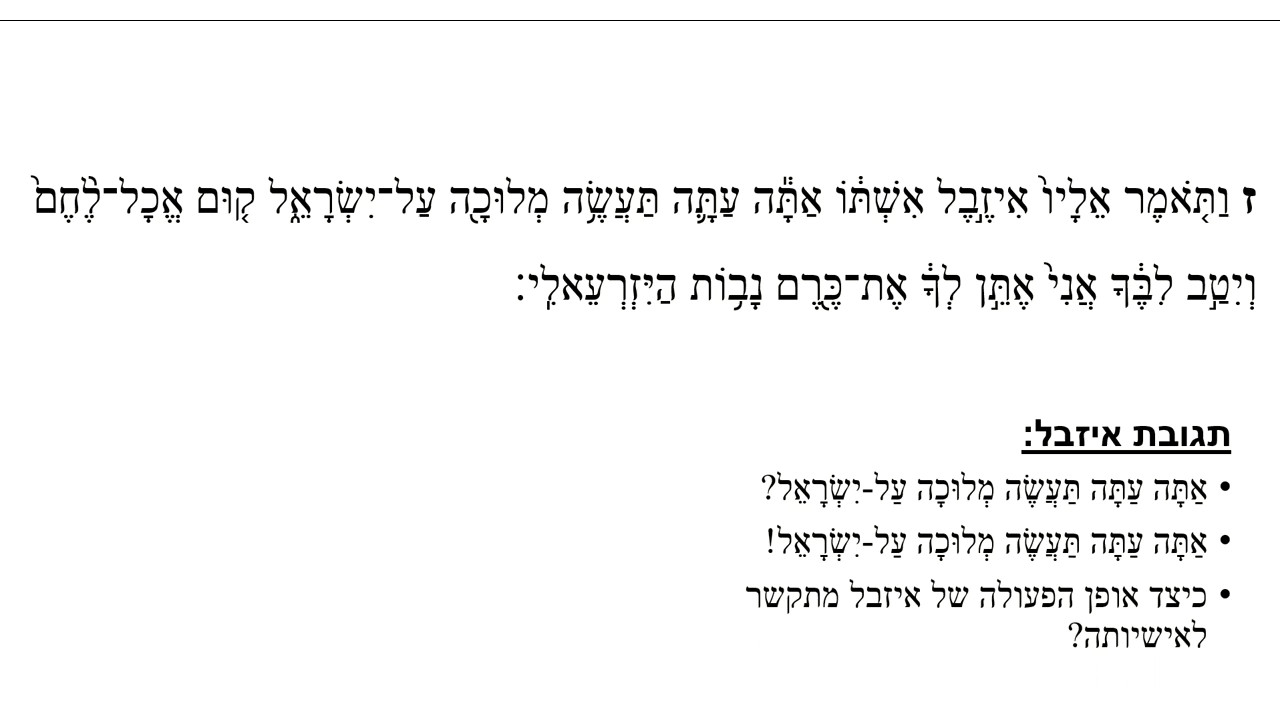 ז וַתֹּ֤אמֶר אֵלָיו֙ אִיזֶ֣בֶל אִשְׁתּ֔וֹ אַתָּ֕ה עַתָּ֛ה תַּעֲשֶׂ֥ה מְלוּכָ֖ה עַל־יִשְׂרָאֵ֑ל ק֤וּם אֱכָל־לֶ֙חֶם֙
וְיִטַ֣ב לִבֶּ֔ךָ אֲנִי֙ אֶתֵּ֣ן לְךָ֔ אֶת־כֶּ֖רֶם נָב֥וֹת הַיִּזְרְעֵאלִֽי׃
תגובת איזבל:
• אַתָּה עַתָּה תַּעֲשֶׂה מְלוּכָה עַל-יִשְׂרָאֵל?
• אַתָּה עַתָּה תַּעֲשֶׂה מְלוּכָה עַל-יִשְׂרָאֵל!
• כיצד אופן הפעולה של איזבל מתקשר
לאישיותה?